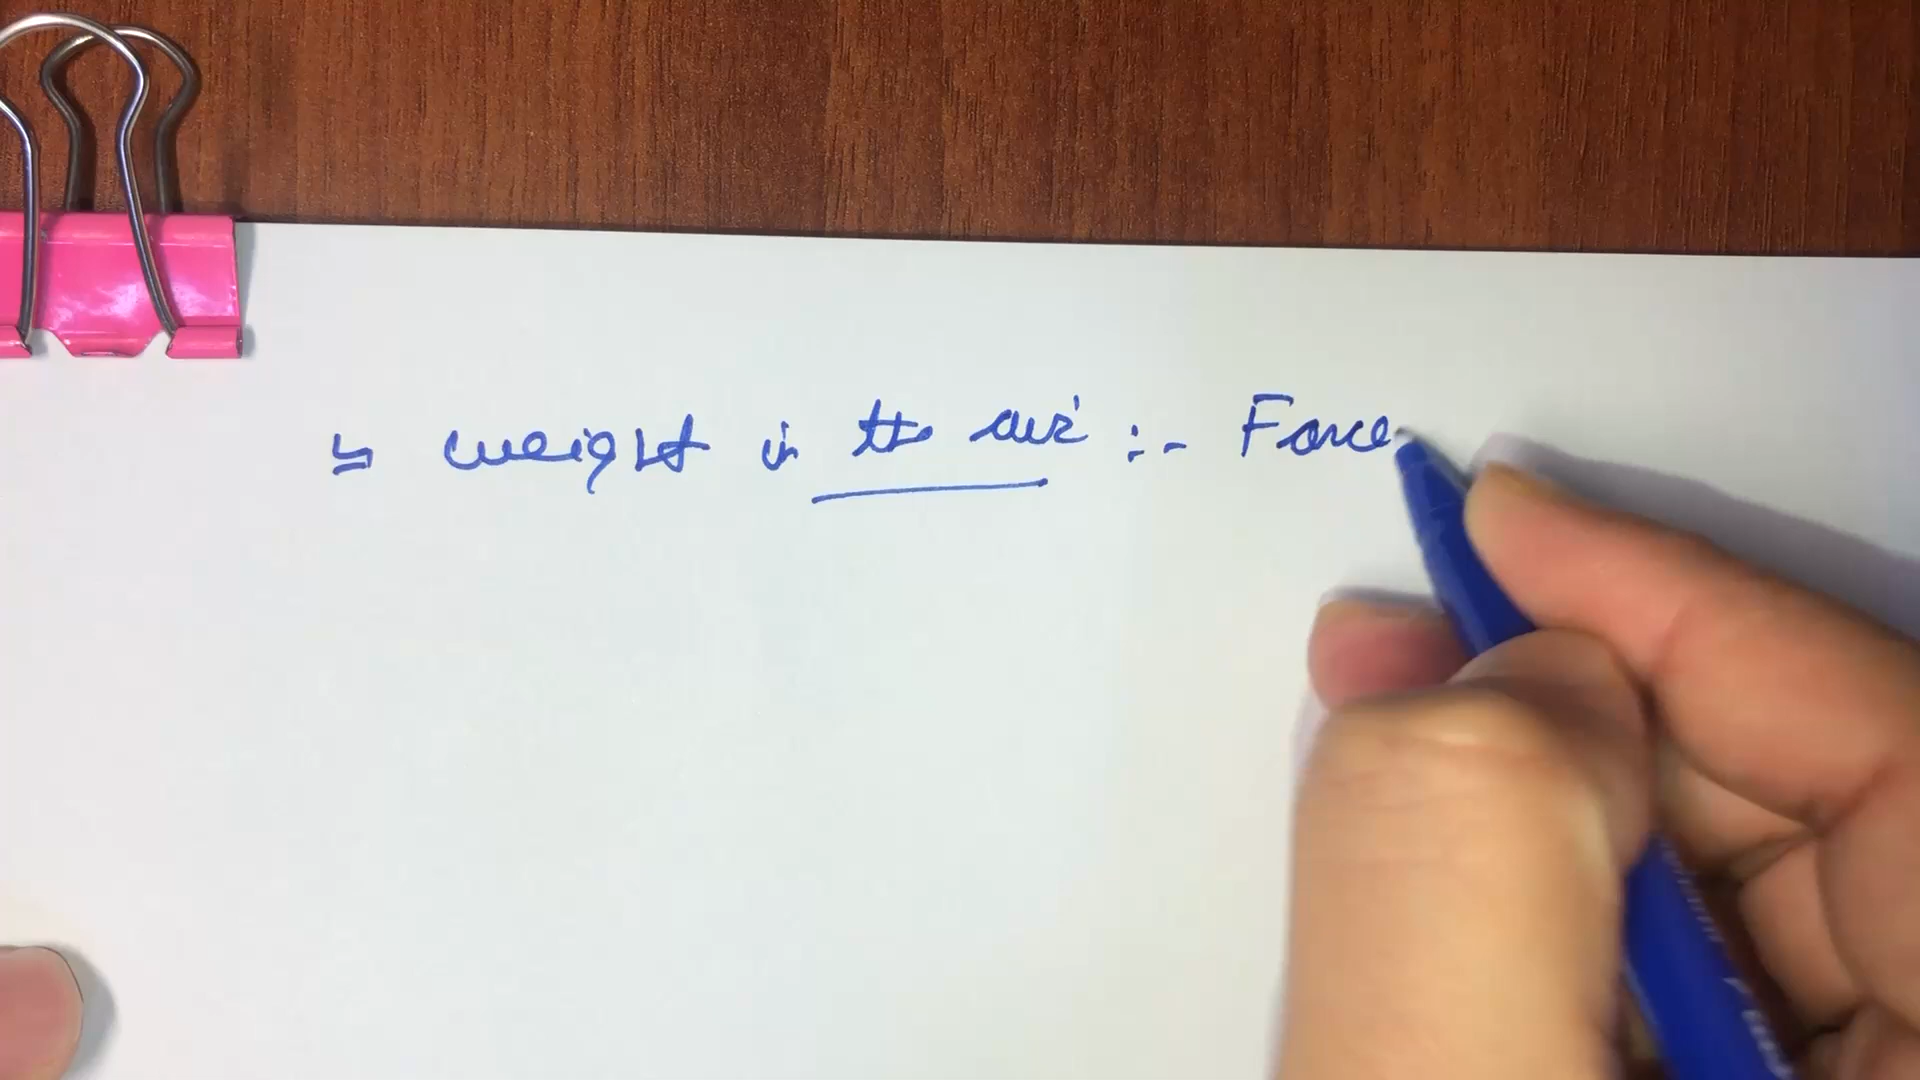 ↳ weight in the air :- Force